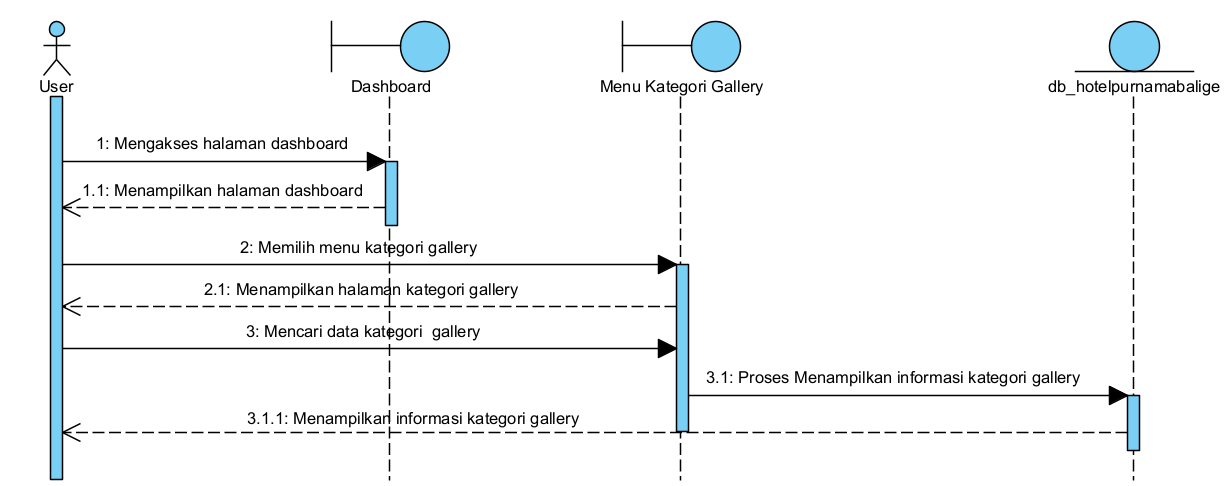 User
Dashboard
Menu Kategori Gallery
db_hotelpurnamabalige
1: Mengakses halaman dashboard
1.1: Menampilkan halaman dashboard
2: Memilih menu kategori gallery
2.1: Menampilkan halaman kategori gallery
3: Mencari data kategori  gallery
3.1: Proses Menampilkan informasi kategori gallery
3.1.1: Menampilkan informasi kategori gallery